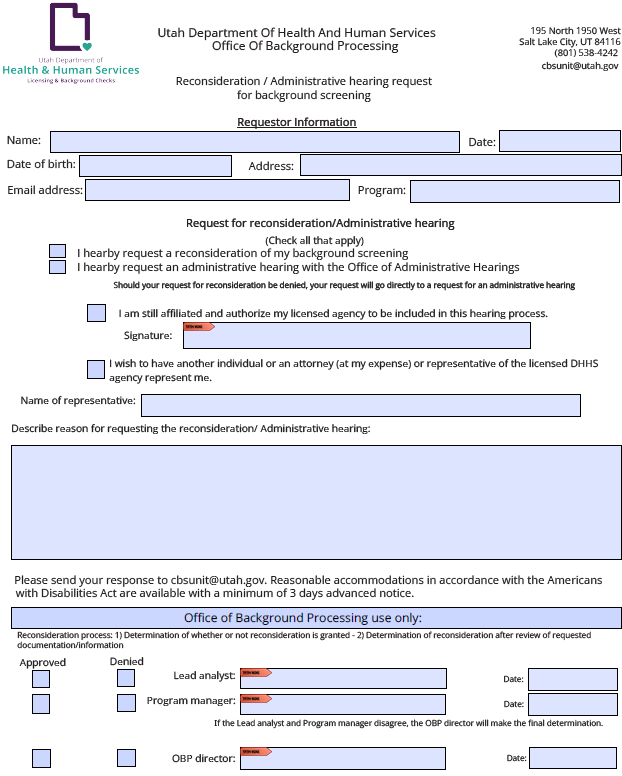 Utah Department of
Health & Human Services
Licensing & Background Checks
Utah Department Of Health And Human Services
Office Of Background Processing
195 North 1950 West
Salt Lake City, UT 84116
(801) 538-4242
cbsunit@utah.gov
Reconsideration / Administrative hearing request
for background screening
Requestor Information
Name: Date:
Date of birth: Address:
Email address: Program:
Request for reconsideration/Administrative hearing
(Check all that apply)
I hearby request a reconsideration of my background screening
I hearby request an administrative hearing with the Office of Administrative Hearings
Should your request for reconsideration be denied, your request will go directly to a request for an administrative hearing
I am still affiliated and authorize my licensed agency to be included in this hearing process.
Signature:
I wish to have another individual or an attorney (at my expense) or representative of the licensed DHHS
agency represent me.
Name of representative:
Describe reason for requesting the reconsideration/ Administrative hearing:
Please send your response to cbsunit@utah.gov. Reasonable accommodations in accordance with the Americans
with Disabilities Act are available with a minimum of 3 days advanced notice.
Office of Background Processing use only:
Reconsideration process: 1) Determination of whether or not reconsideration is granted - 2) Determination of reconsideration after review of requested
documentation/information
Approved Denied
Lead analyst: Date:
Program manager: Date:
If the Lead analyst and Program manager disagree, the OBP director will make the final determination.
OBP director: Date: